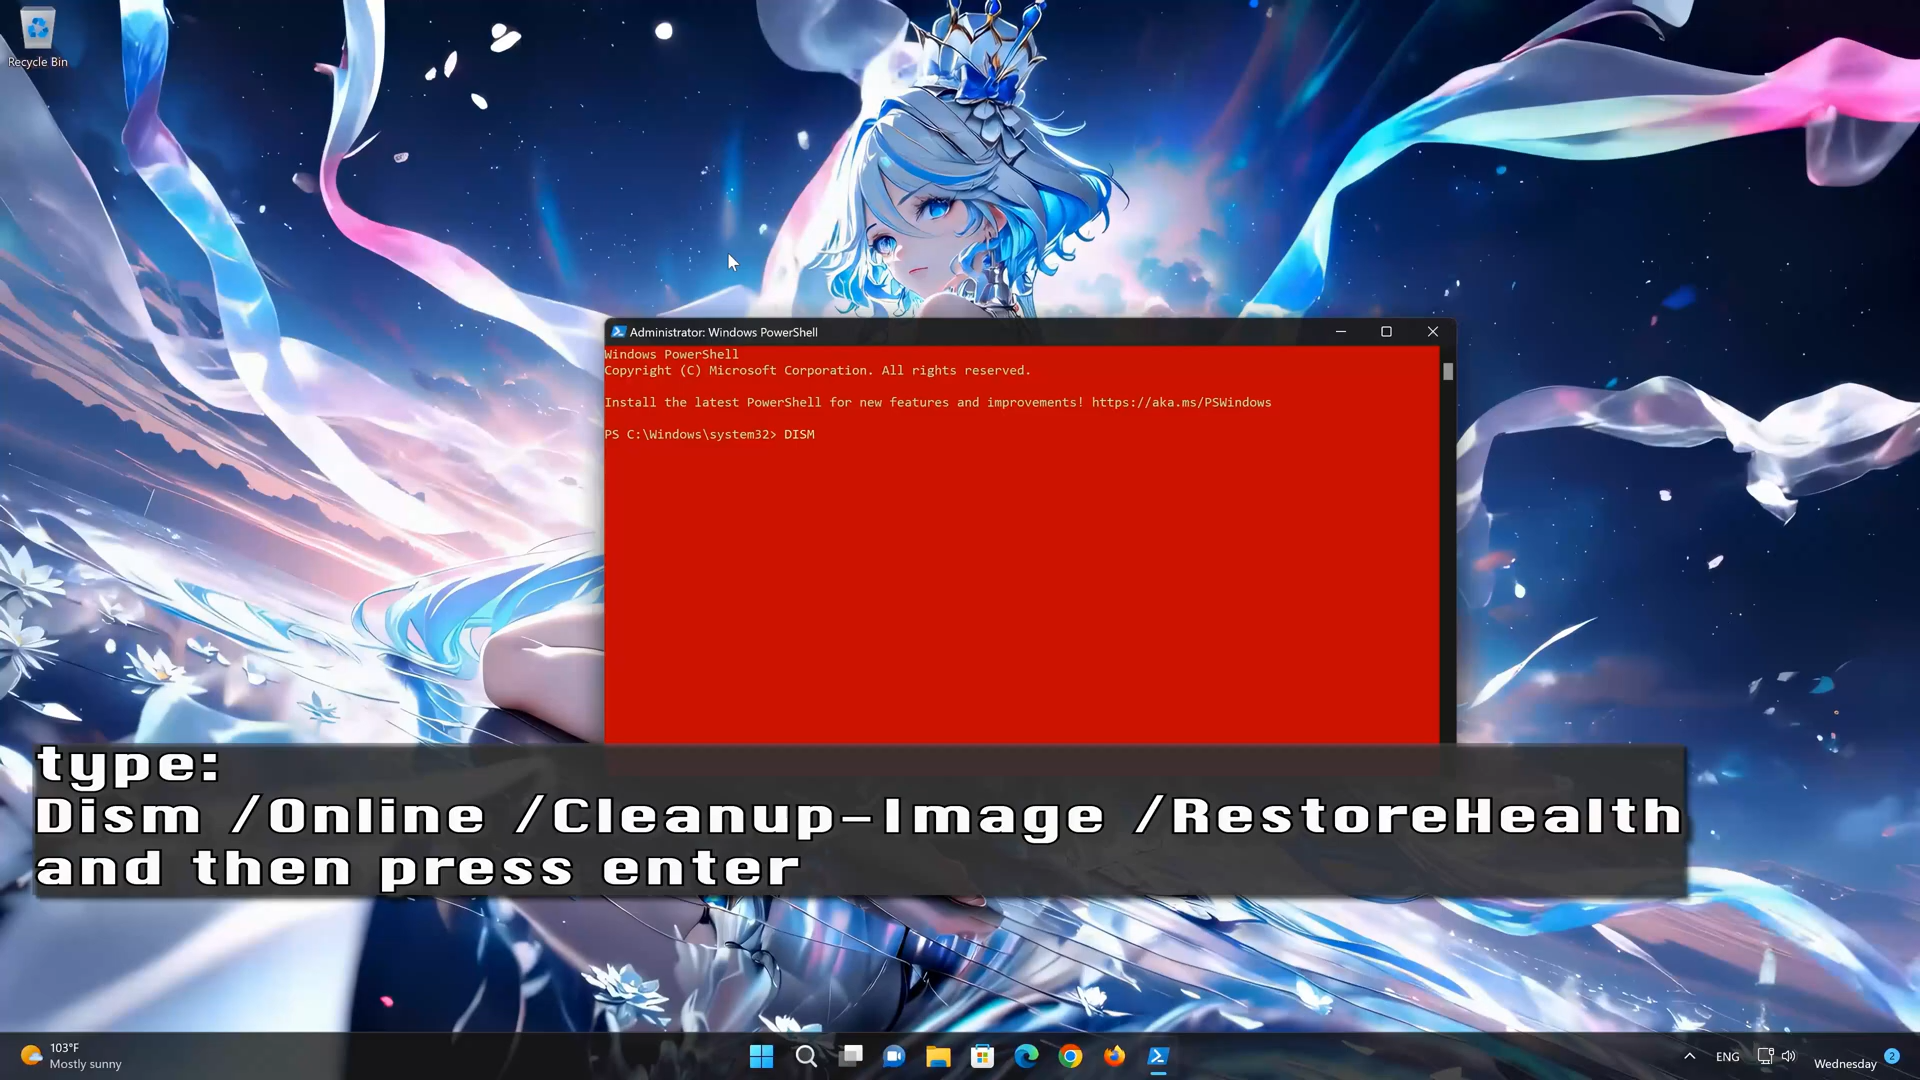 Recycle Bin
Administrator: Windows PowerShell
Windows PowerShell
Copyright (C) Microsoft Corporation. All rights reserved.
Install the latest PowerShell for new features and improvements! https://aka.ms/PSWindows
PS C:\Windows\system32> DISM
type:
Dism /Online /Cleanup-Image /RestoreHealth
and then press enter
103°F
Mostly sunny
ENG
Wednesday
2